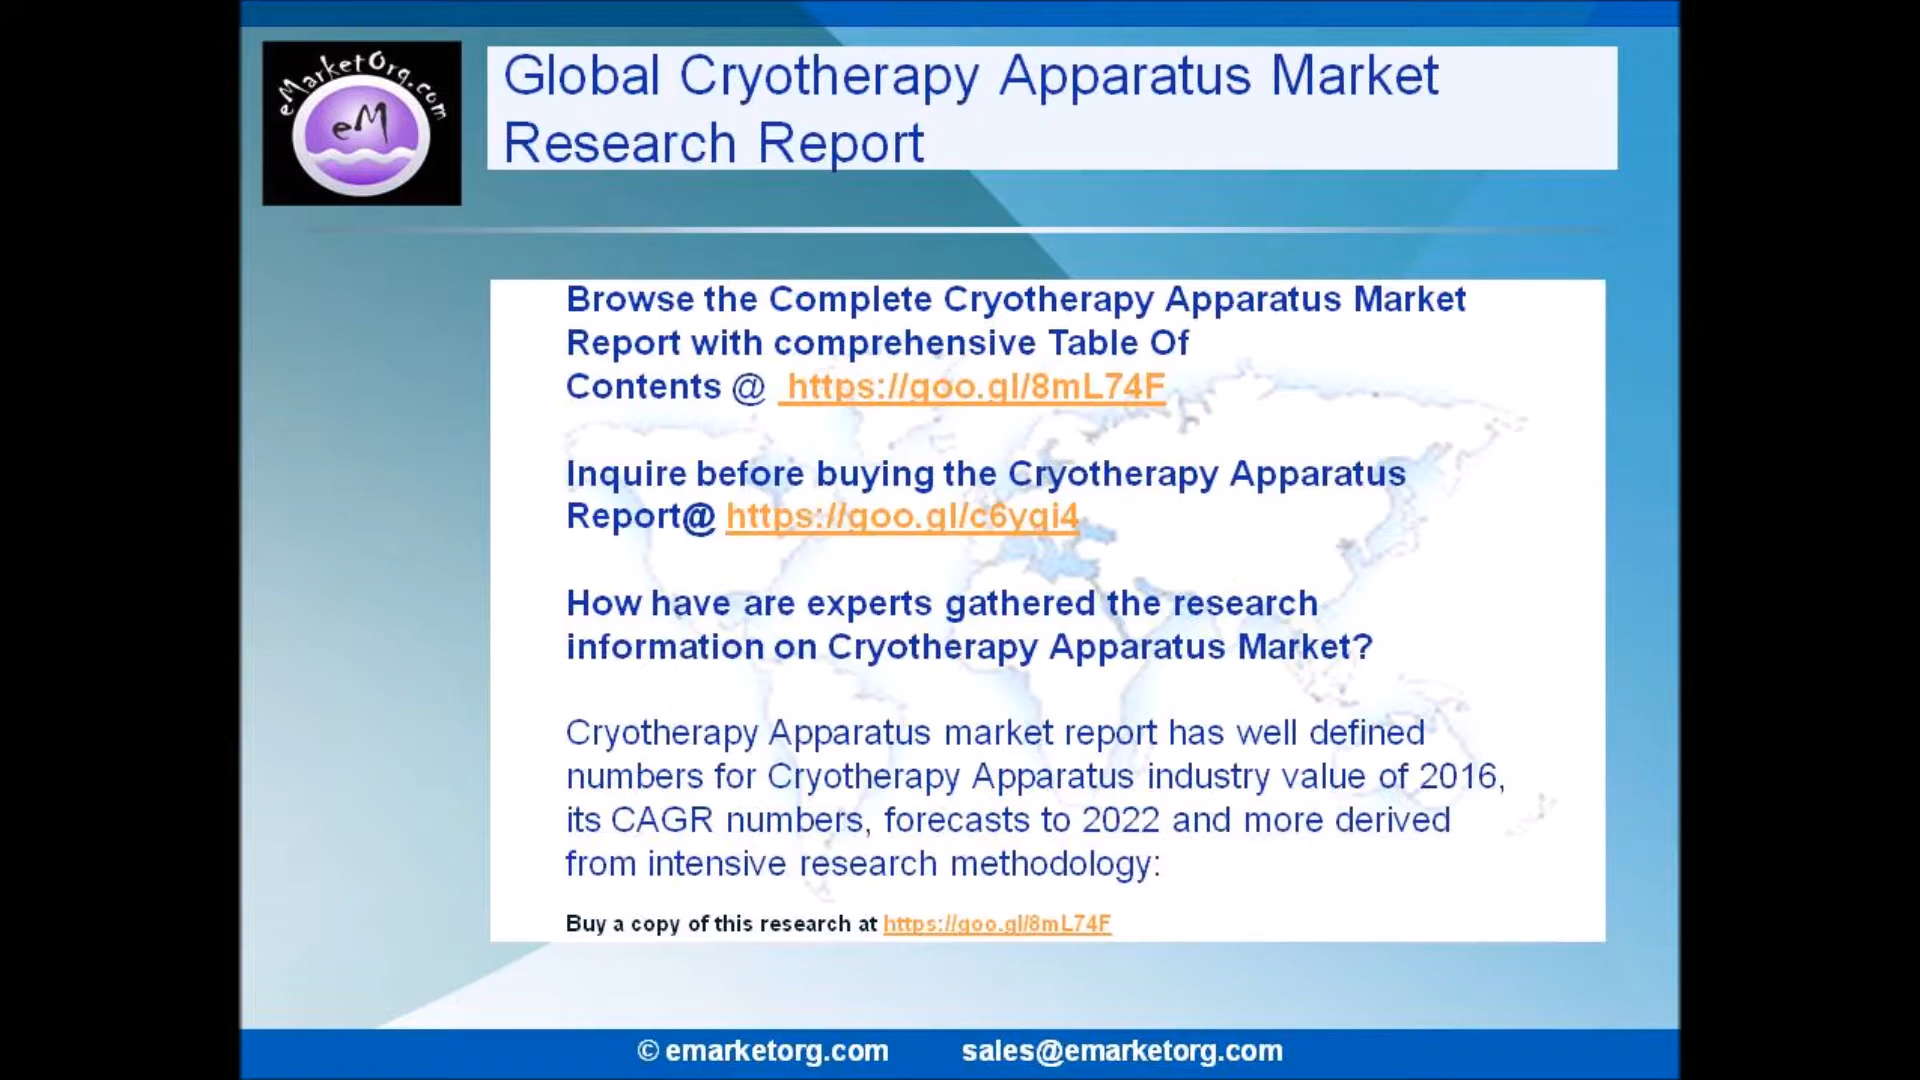 eMarketOrg.com
eM
Global Cryotherapy Apparatus Market
Research Report
Browse the Complete Cryotherapy Apparatus Market
Report with comprehensive Table Of
Contents @ https://goo.gl/8mL74F
Inquire before buying the Cryotherapy Apparatus
Report@ https://goo.gl/c6yqi4
How have are experts gathered the research
information on Cryotherapy Apparatus Market?
Cryotherapy Apparatus market report has well defined
numbers for Cryotherapy Apparatus industry value of 2016,
its CAGR numbers, forecasts to 2022 and more derived
from intensive research methodology:
Buy a copy of this research at https://goo.gl/8mL74F
© emarketorg.com sales@emarketorg.com